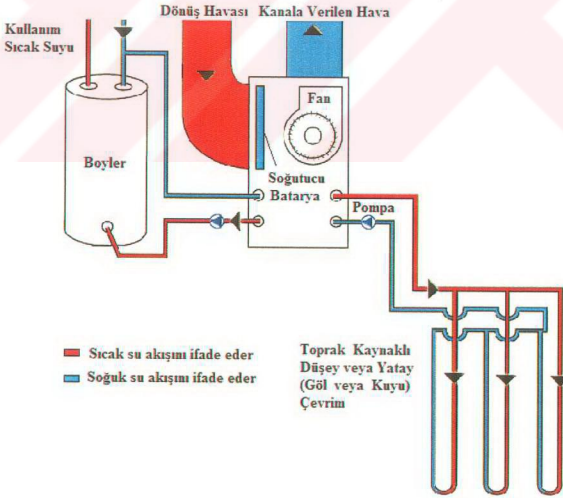 Dönüş Havası
Kanala Verilen Hava
Kullanım
Sıcak Suyu
Fan
Boyler
Soğutucu
Batarya
Pompa
Sıcak su akışını ifade eder
Soğuk su akışını ifade eder
Toprak Kaynaklı
Düşey veya Yatay
(Göl veya Kuyu)
Çevrim